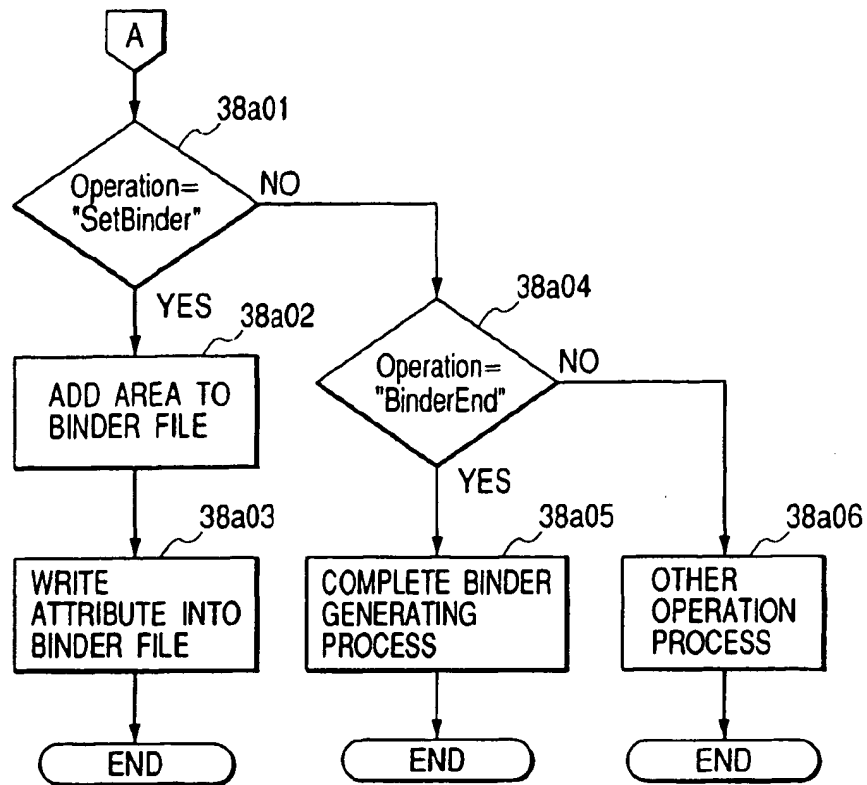 A
38a01
Operation=
"SetBinder"
NO
YES
38a02
ADD AREA TO
BINDER FILE
38a03
WRITE
ATTRIBUTE INTO
BINDER FILE
END
38a04
Operation=
"BinderEnd"
NO
YES
38a05
COMPLETE BINDER
GENERATING
PROCESS
END
38a06
OTHER
OPERATION
PROCESS
END